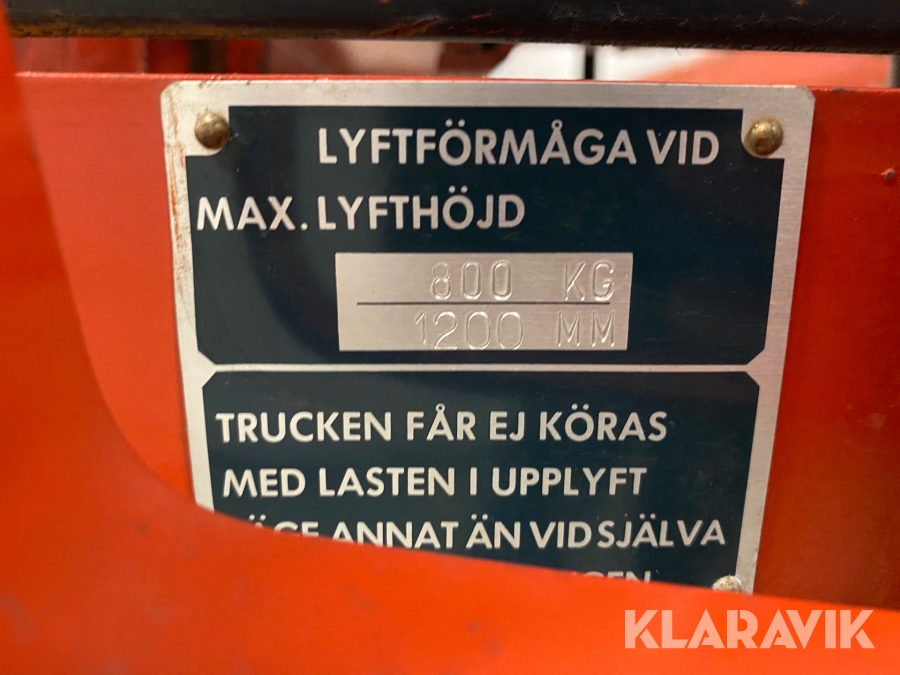 LYFTFÖRMÅGA VID
MAX. LYFTHÖJD
800 KG
1200 MM
TRUCKEN FÅR EJ KÖRAS
MED LASTEN I UPPLYFT
ANNAT ÄN VID SJÄLVA
KLARAVIK